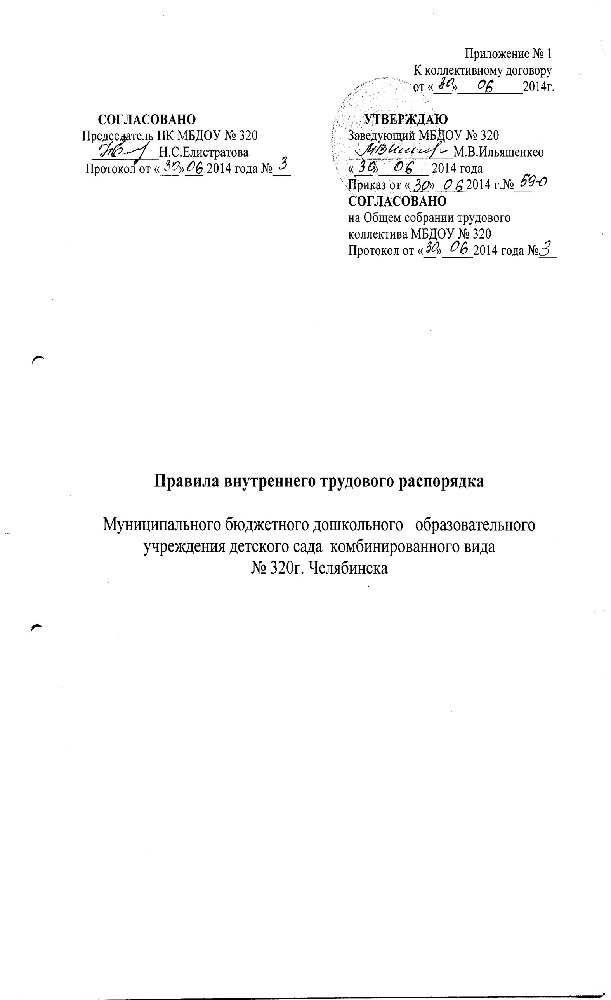 Приложение № 1
К коллективному договору
от «30» 06 2014г.
СОГЛАСОВАНО
Председатель ПК МБДОУ № 320
Н.С.Елистратова
Протокол от «30»06.2014 года № 3
УТВЕРЖДАЮ
Заведующий МБДОУ № 320
М.В.Ильяшенкео
«30» 06 2014 года
Приказ от «30» 06 2014 г.№ 59-0
СОГЛАСОВАНО
на Общем собрании трудового
коллектива МБДОУ № 320
Протокол от «30» 06 2014 года №3
Правила внутреннего трудового распорядка
Муниципального бюджетного дошкольного образовательного
учреждения детского сада комбинированного вида
№ 320г. Челябинска